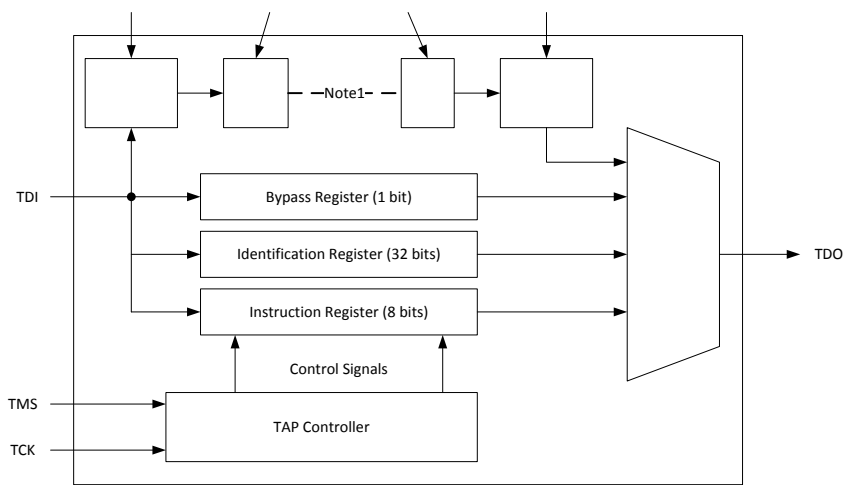 Note1
TDI
Bypass Register (1 bit)
Identification Register (32 bits)
TDO
Instruction Register (8 bits)
Control Signals
TMS
TAP Controller
TCK